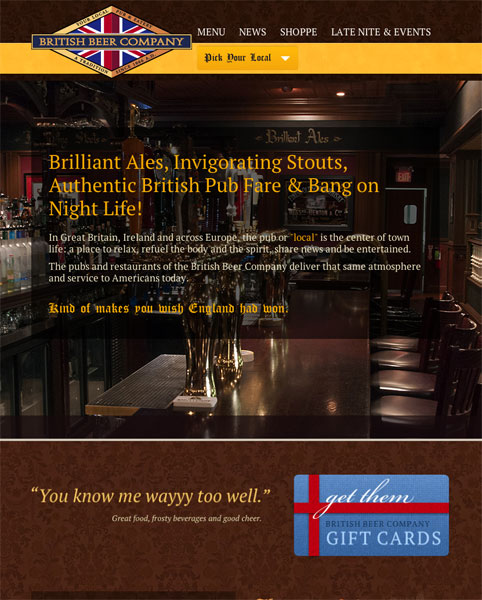 YOUR LOCAL PUB & EATERY
BRITISH BEER COMPANY
A TRADITION
MENU NEWS SHOPPE LATE NITE & EVENTS
Pick Your Local
Brilliant Ales
EXIT
Brilliant Ales, Invigorating Stouts,
Authentic British Pub Fare & Bang on
Night Life!
In Great Britain, Ireland and across Europe, the pub or "local" is the center of town
life; a place to relax, refuel the body and the spirit, share news and be entertained.
The pubs and restaurants of the British Beer Company deliver that same atmosphere
and service to Americans today.
Kind of makes you wish England had won.
“You know me wayyy too well.”
Great food, frosty beverages and good cheer.
get them
BRITISH BEER COMPANY
GIFT CARDS